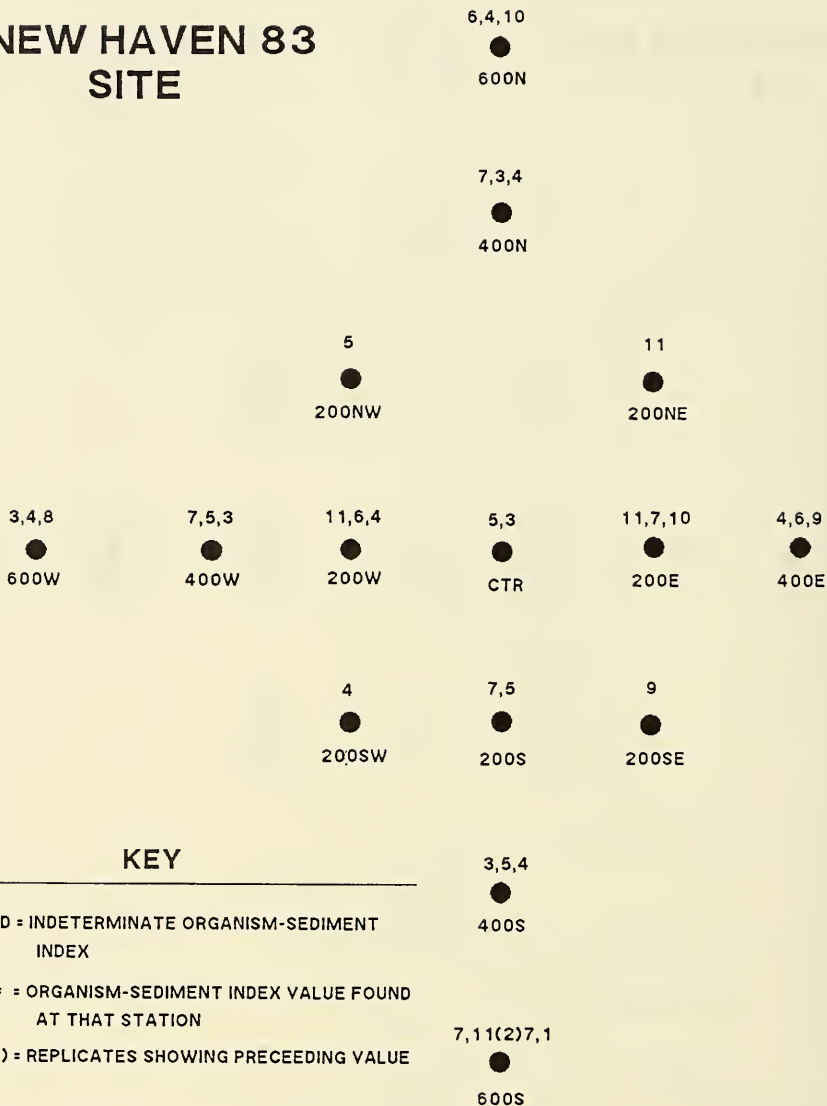 NEW HAVEN 83
SITE
6,4,10
600N
7,3,4
400N
5
200NW
11
200NE
3,4,8
600W
7,5,3
400W
11,6,4
200W
5,3
CTR
11,7,10
200E
4,6,9
400E
4
200SW
7,5
200S
9
200SE
KEY
D = INDETERMINATE ORGANISM-SEDIMENT
INDEX
= ORGANISM-SEDIMENT INDEX VALUE FOUND
AT THAT STATION
) = REPLICATES SHOWING PRECEEDING VALUE
3,5,4
400S
7,11(2)7,1
600S